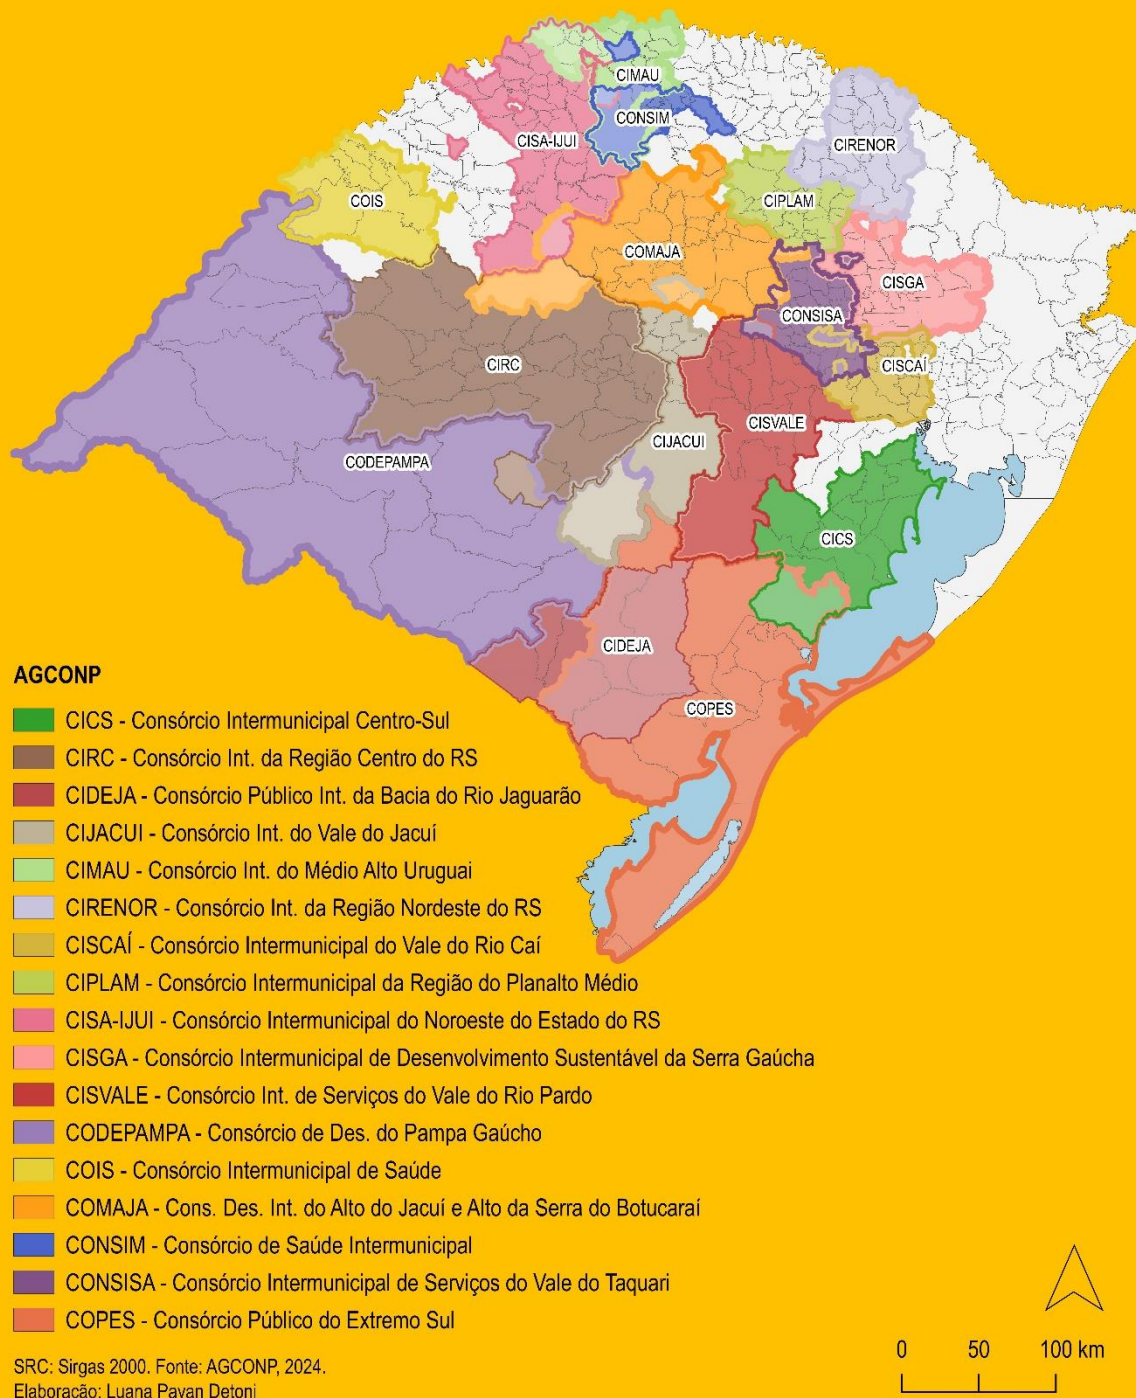 CIMAU
CONSIM
CISA-IJUI
CIRENOR
COIS
CIPLAM
COMAJA
CISGA
CONSISA
CIRC
CISCAÍ
CISVALE
CIJACUI
CODEPAMPA
CICS
CIDEJA
COPES
AGCONP
CICS - Consórcio Intermunicipal Centro-Sul
CIRC - Consórcio Int. da Região Centro do RS
CIDEJA - Consórcio Público Int. da Bacia do Rio Jaguarão
CIJACUI - Consórcio Int. do Vale do Jacuí
CIMAU - Consórcio Int. do Médio Alto Uruguai
CIRENOR - Consórcio Int. da Região Nordeste do RS
CISCAÍ - Consórcio Intermunicipal do Vale do Rio Caí
CIPLAM - Consórcio Intermunicipal da Região do Planalto Médio
CISA-IJUI - Consórcio Intermunicipal do Noroeste do Estado do RS
CISGA - Consórcio Intermunicipal de Desenvolvimento Sustentável da Serra Gaúcha
CISVALE - Consórcio Int. de Serviços do Vale do Rio Pardo
CODEPAMPA - Consórcio de Des. do Pampa Gaúcho
COIS - Consórcio Intermunicipal de Saúde
COMAJA - Cons. Des. Int. do Alto do Jacuí e Alto da Serra do Botucaraí
CONSIM - Consórcio de Saúde Intermunicipal
CONSISA - Consórcio Intermunicipal de Serviços do Vale do Taquari
COPES - Consórcio Público do Extremo Sul
0 50 100 km
SRC: Sirgas 2000. Fonte: AGCONP, 2024.
Elaboração: Luana Pavan Detoni